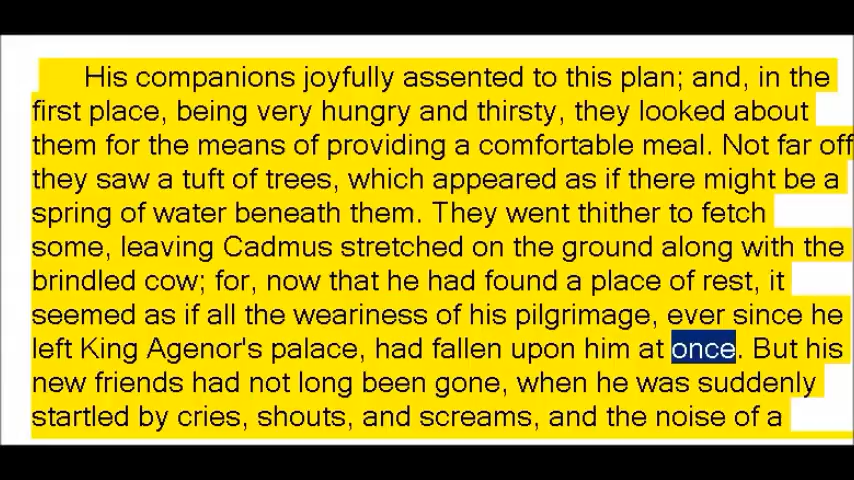 His companions joyfully assented to this plan; and, in the
first place, being very hungry and thirsty, they looked about
them for the means of providing a comfortable meal. Not far off
they saw a tuft of trees, which appeared as if there might be a
spring of water beneath them. They went thither to fetch
some, leaving Cadmus stretched on the ground along with the
brindled cow; for, now that he had found a place of rest, it
seemed as if all the weariness of his pilgrimage, ever since he
left King Agenor's palace, had fallen upon him at once. But his
new friends had not long been gone, when he was suddenly
startled by cries, shouts, and screams, and the noise of a